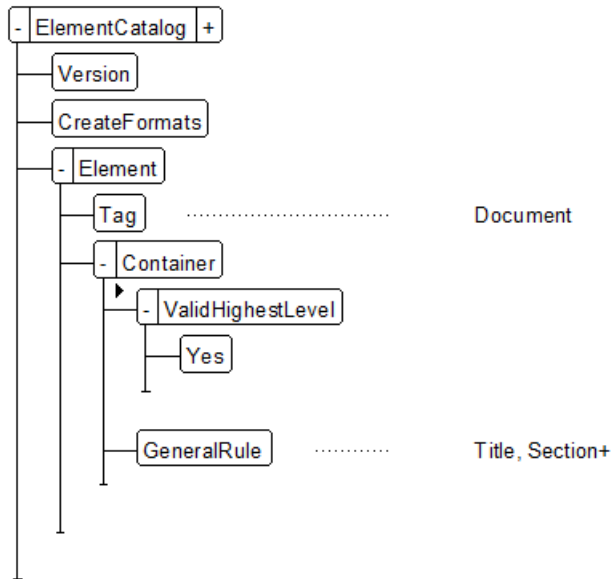 - ElementCatalog +
Version
CreateFormats
- Element
Tag Document
- Container
- ValidHighestLevel
Yes
GeneralRule Title, Section+